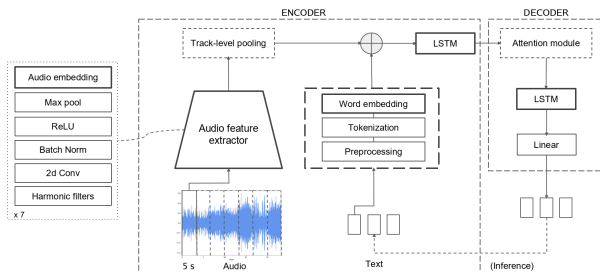 ENCODER
DECODER
Track-level pooling
LSTM
Attention module
Audio embedding
Max pool
ReLU
Batch Norm
2d Conv
Harmonic filters
x 7
Audio feature
extractor
Word embedding
Tokenization
Preprocessing
LSTM
Linear
5 s
Audio
Text
(Inference)